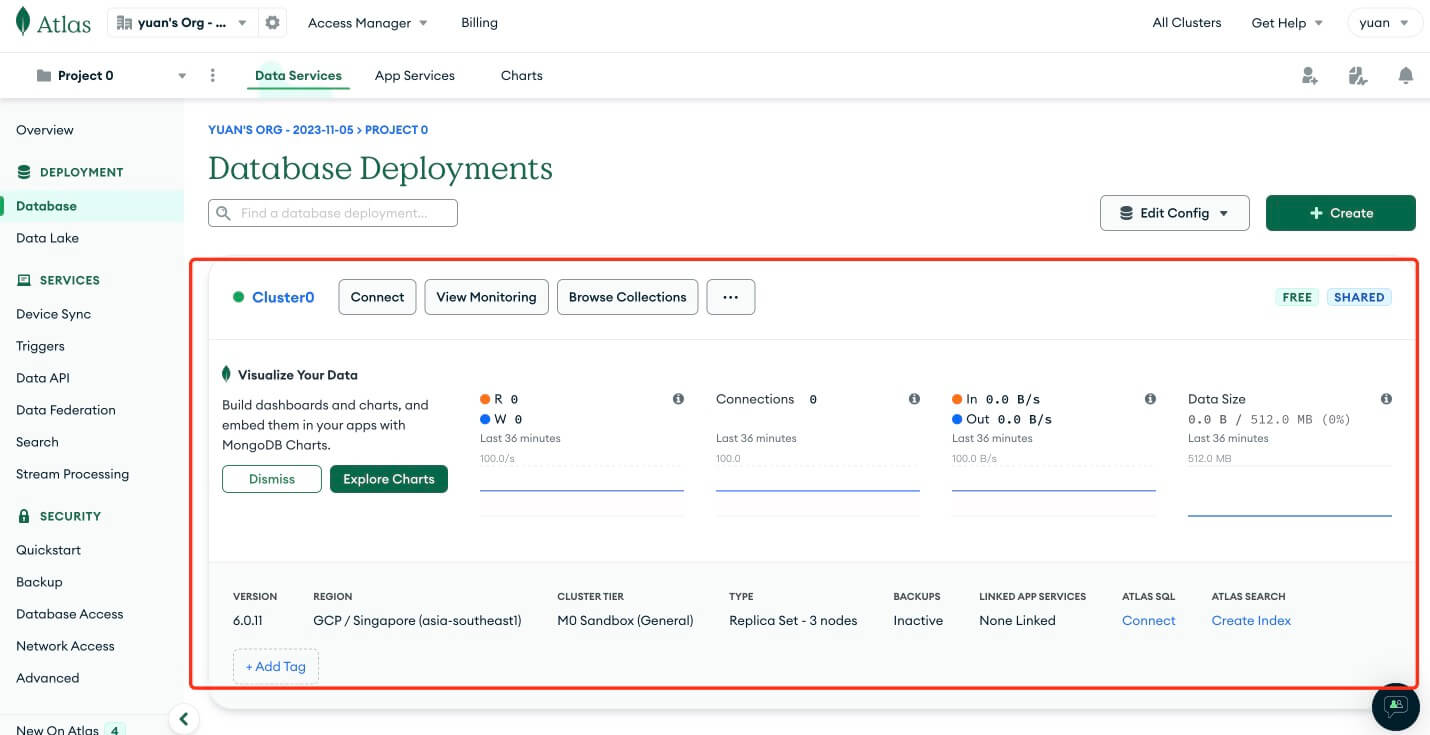 Atlas
yuan's Org - ...
Access Manager
Billing
All Clusters
Get Help
yuan
Project 0
Data Services
App Services
Charts
Overview
DEPLOYMENT
Database
Data Lake
SERVICES
Device Sync
Triggers
Data API
Data Federation
Search
Stream Processing
SECURITY
Quickstart
Backup
Database Access
Network Access
Advanced
New On Atlas 4
YUAN'S ORG - 2023-11-05 > PROJECT 0
Database Deployments
Find a database deployment...
Edit Config
+ Create
Cluster0
Connect
View Monitoring
Browse Collections
...
FREE
SHARED
Visualize Your Data
Build dashboards and charts, and
embed them in your apps with
MongoDB Charts.
Dismiss
Explore Charts
R 0
W 0
Last 36 minutes
100.0/s
Connections 0
Last 36 minutes
100.0
In 0.0 B/s
Out 0.0 B/s
Last 36 minutes
100.0 B/s
Data Size
0.0 B / 512.0 MB (0%)
Last 36 minutes
512.0 MB
VERSION
6.0.11
REGION
GCP / Singapore (asia-southeast1)
CLUSTER TIER
M0 Sandbox (General)
TYPE
Replica Set - 3 nodes
BACKUPS
Inactive
LINKED APP SERVICES
None Linked
ATLAS SQL
Connect
ATLAS SEARCH
Create Index
+ Add Tag